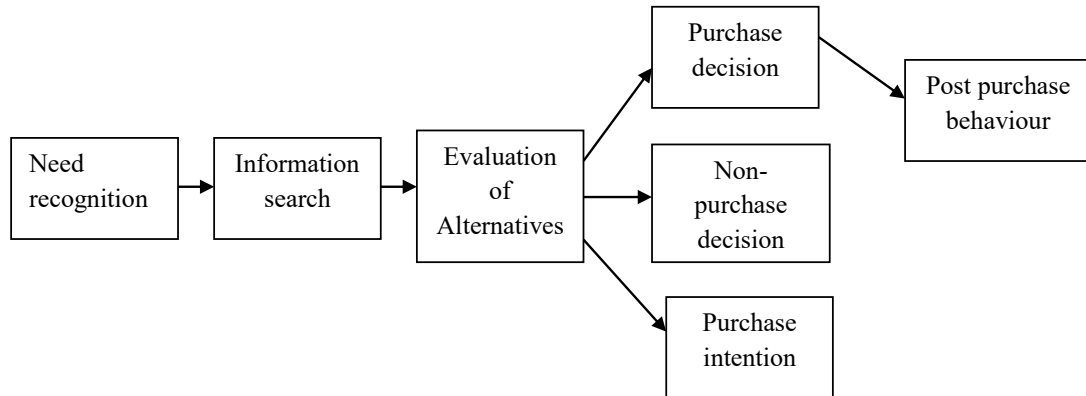 Need
recognition
Information
search
Evaluation
of
Alternatives
Purchase
decision
Non-
purchase
decision
Purchase
intention
Post purchase
behaviour